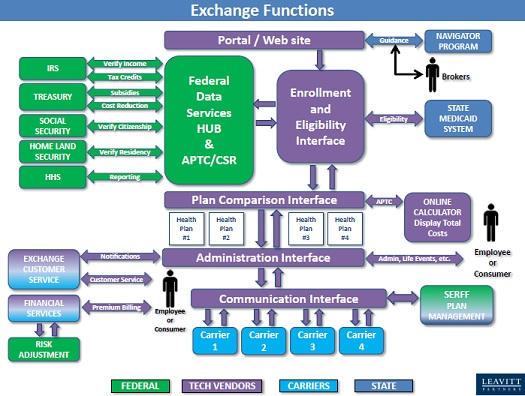 Exchange Functions
Portal / Web site
Guidance
NAVIGATOR
PROGRAM
Brokers
IRS
Verify Income
Tax Credits
TREASURY
Subsidies
Cost Reduction
SOCIAL
SECURITY
Verify Citizenship
HOME LAND
SECURITY
Verify Residency
HHS
Reporting
Federal
Data
Services
HUB
&
APTC/CSR
Enrollment
and
Eligibility
Interface
Eligibility
STATE
MEDICAID
SYSTEM
Plan Comparison Interface
APTC
ONLINE
CALCULATOR
Display Total
Costs
Health
Plan
#1
Health
Plan
#2
Health
Plan
#3
Health
Plan
#4
Employee
or
Consumer
EXCHANGE
CUSTOMER
SERVICE
Notifications
Customer Service
Administration Interface
Admin, Life Events, etc.
FINANCIAL
SERVICES
Premium Billing
Employee
or
Consumer
Communication Interface
SERFF
PLAN
MANAGEMENT
RISK
ADJUSTMENT
Carrier
1
Carrier
2
Carrier
3
Carrier
4
FEDERAL
TECH VENDORS
CARRIERS
STATE
LEAVITT
PARTNERS